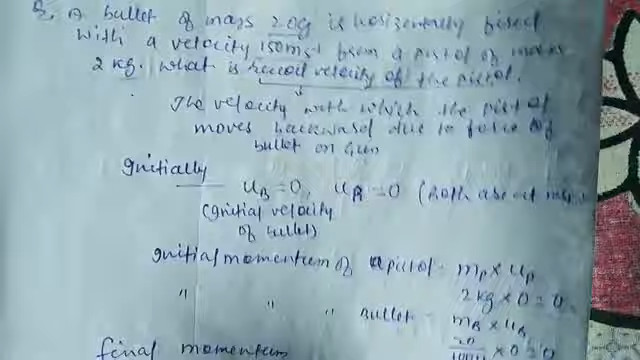 Q. A bullet of mass 20g is horizontally fired
with a velocity 150ms-1 from a pistol of mass
2 kg. What is recoil velocity of the pistol.
The velocity with which the pistol
moves backward due to force of
bullet on Gun
Initially
uB=0, uP=0 (both are at rest
(initial velocity
of bullet)
Initial momentum of pistol = mP × uP
2kg × 0 = 0
" " " Bullet = mB × uB
20/1000 × 0 = 0
final momentum